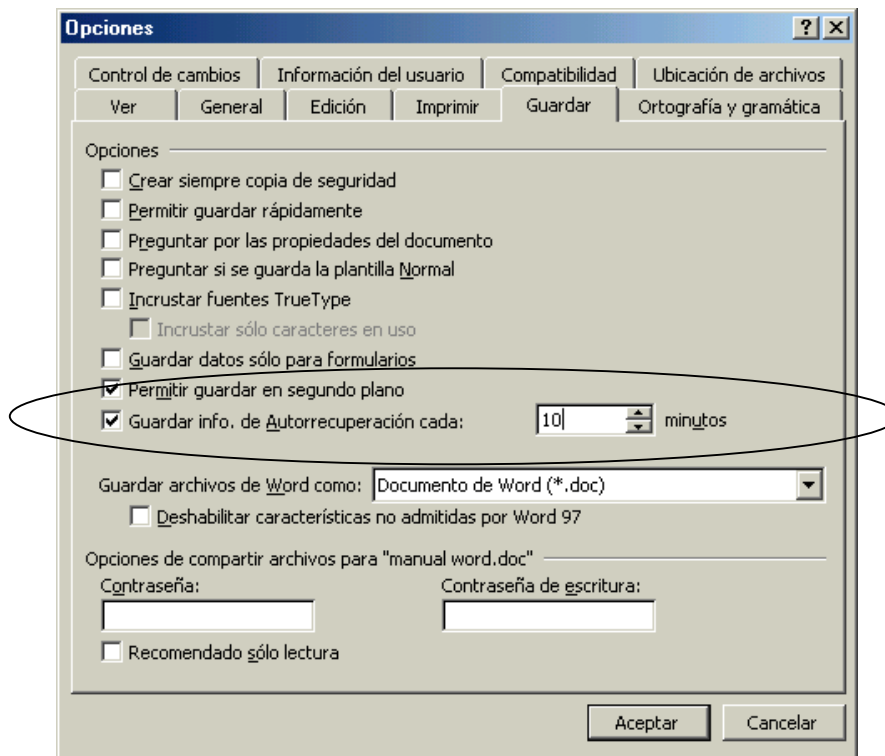 Opciones
Control de cambios Información del usuario Compatibilidad Ubicación de archivos
Ver General Edición Imprimir Guardar Ortografía y gramática
Opciones
Crear siempre copia de seguridad
Permitir guardar rápidamente
Preguntar por las propiedades del documento
Preguntar si se guarda la plantilla Normal
Incrustar fuentes TrueType
Incrustar sólo caracteres en uso
Guardar datos sólo para formularios
Permitir guardar en segundo plano
Guardar info. de Autorrecuperación cada: 10 minutos
Guardar archivos de Word como: Documento de Word (*.doc)
Deshabilitar características no admitidas por Word 97
Opciones de compartir archivos para "manual word.doc"
Contraseña: Contraseña de escritura:
Recomendado sólo lectura
Aceptar Cancelar